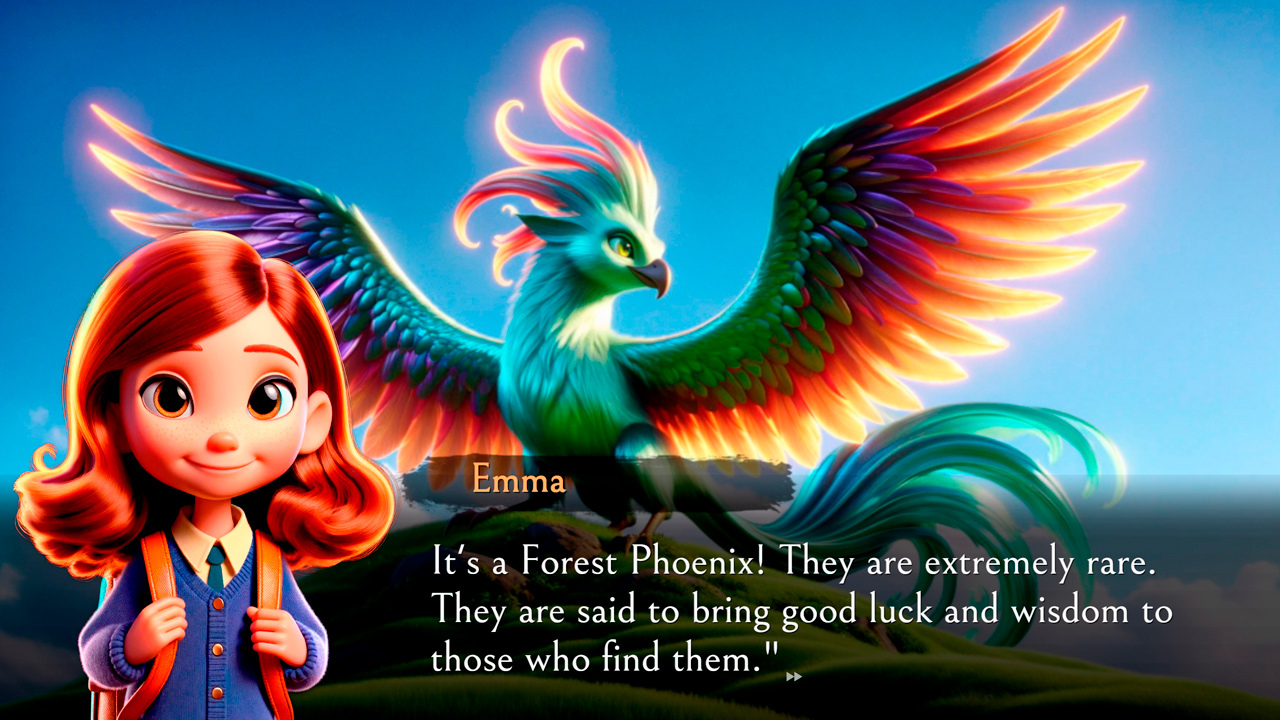 Emma
It‘s a Forest Phoenix! They are extremely rare.
They are said to bring good luck and wisdom to
those who find them."